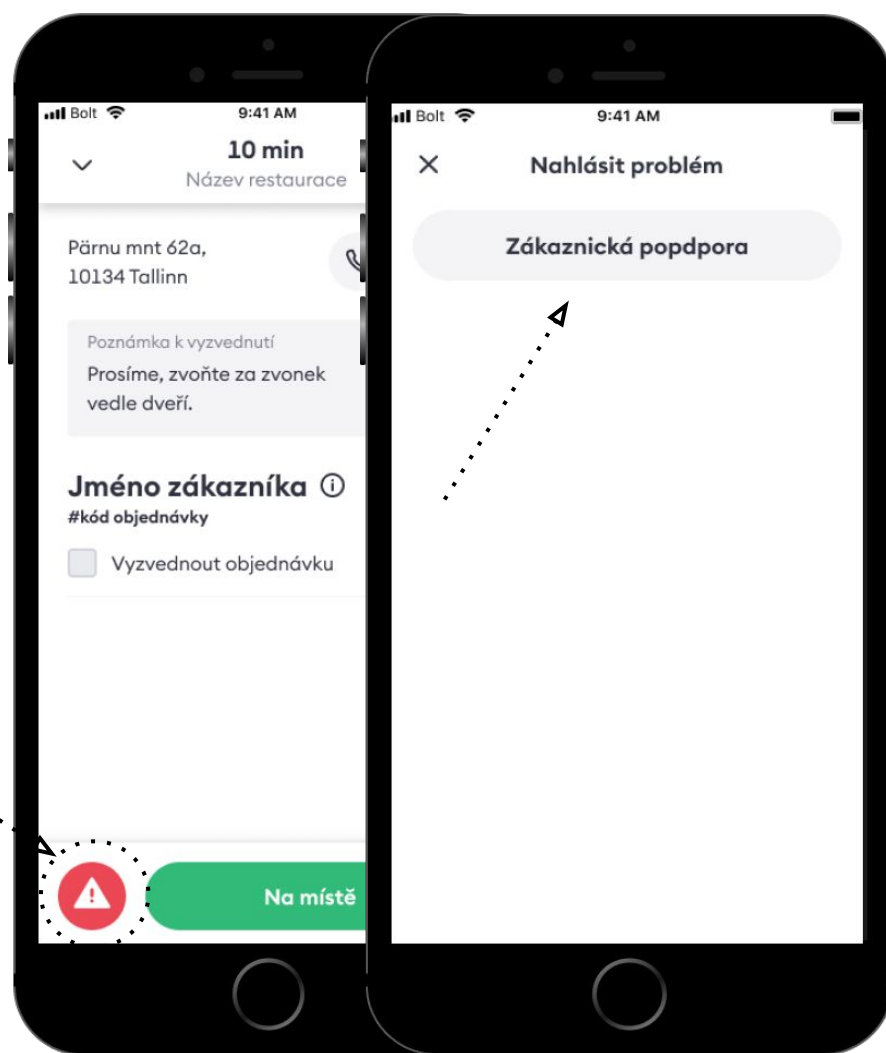 Bolt 9:41 AM
10 min
Název restaurace
Pärnu mnt 62a,
10134 Tallinn
Poznámka k vyzvednutí
Prosíme, zvoňte za zvonek
vedle dveří.
Jméno zákazníka
#kód objednávky
Vyzvednout objednávku
Na místě
Bolt 9:41 AM
Nahlásit problém
Zákaznická popdpora